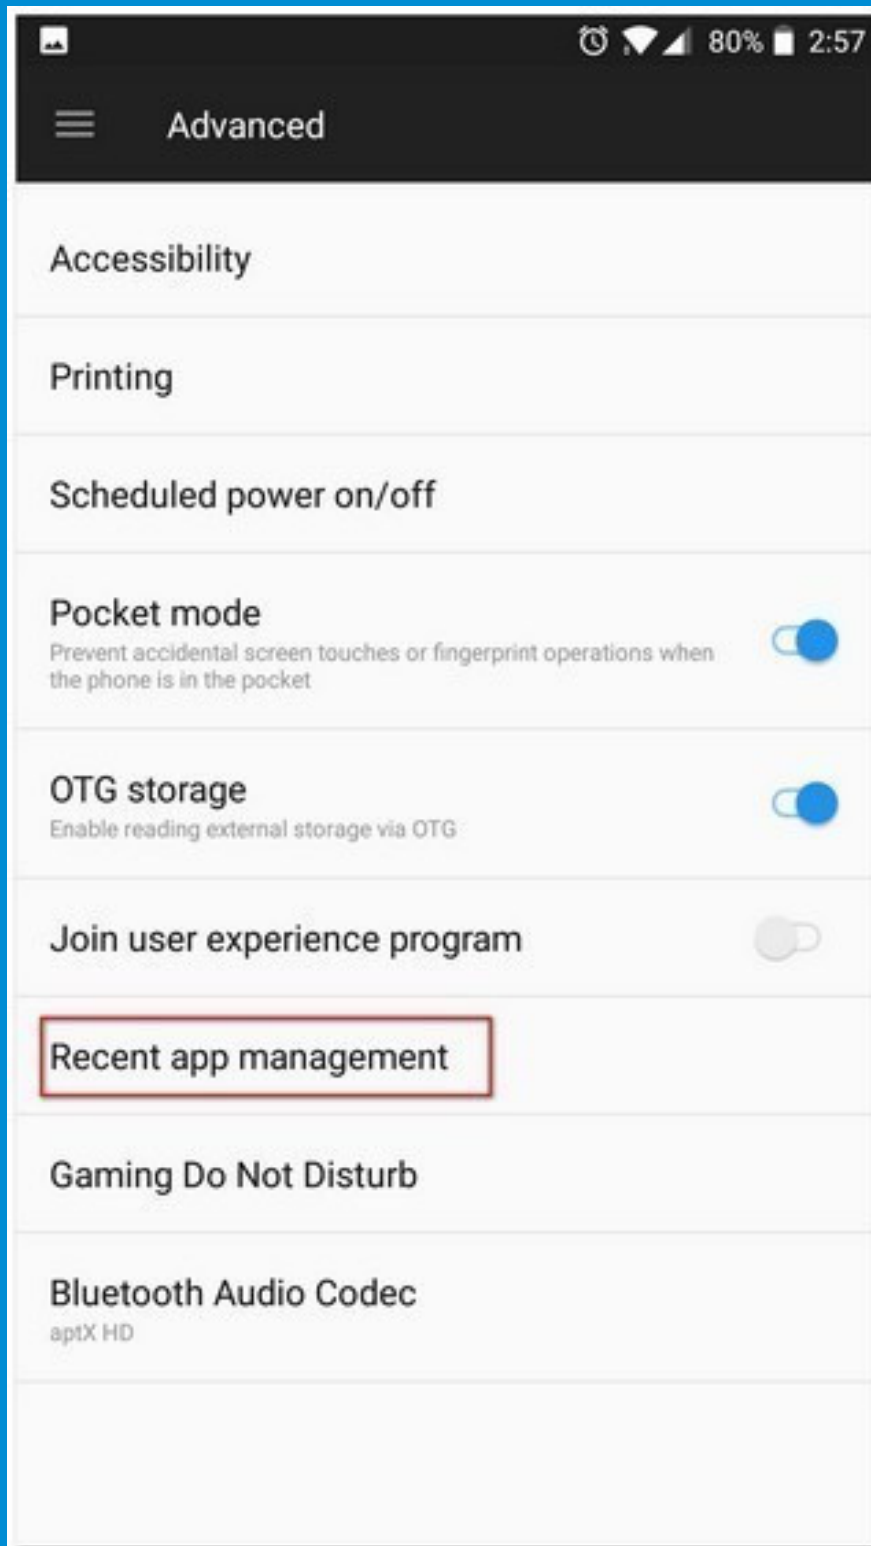 80% 2:57
Advanced
Accessibility
Printing
Scheduled power on/off
Pocket mode
Prevent accidental screen touches or fingerprint operations when
the phone is in the pocket
OTG storage
Enable reading external storage via OTG
Join user experience program
Recent app management
Gaming Do Not Disturb
Bluetooth Audio Codec
aptX HD